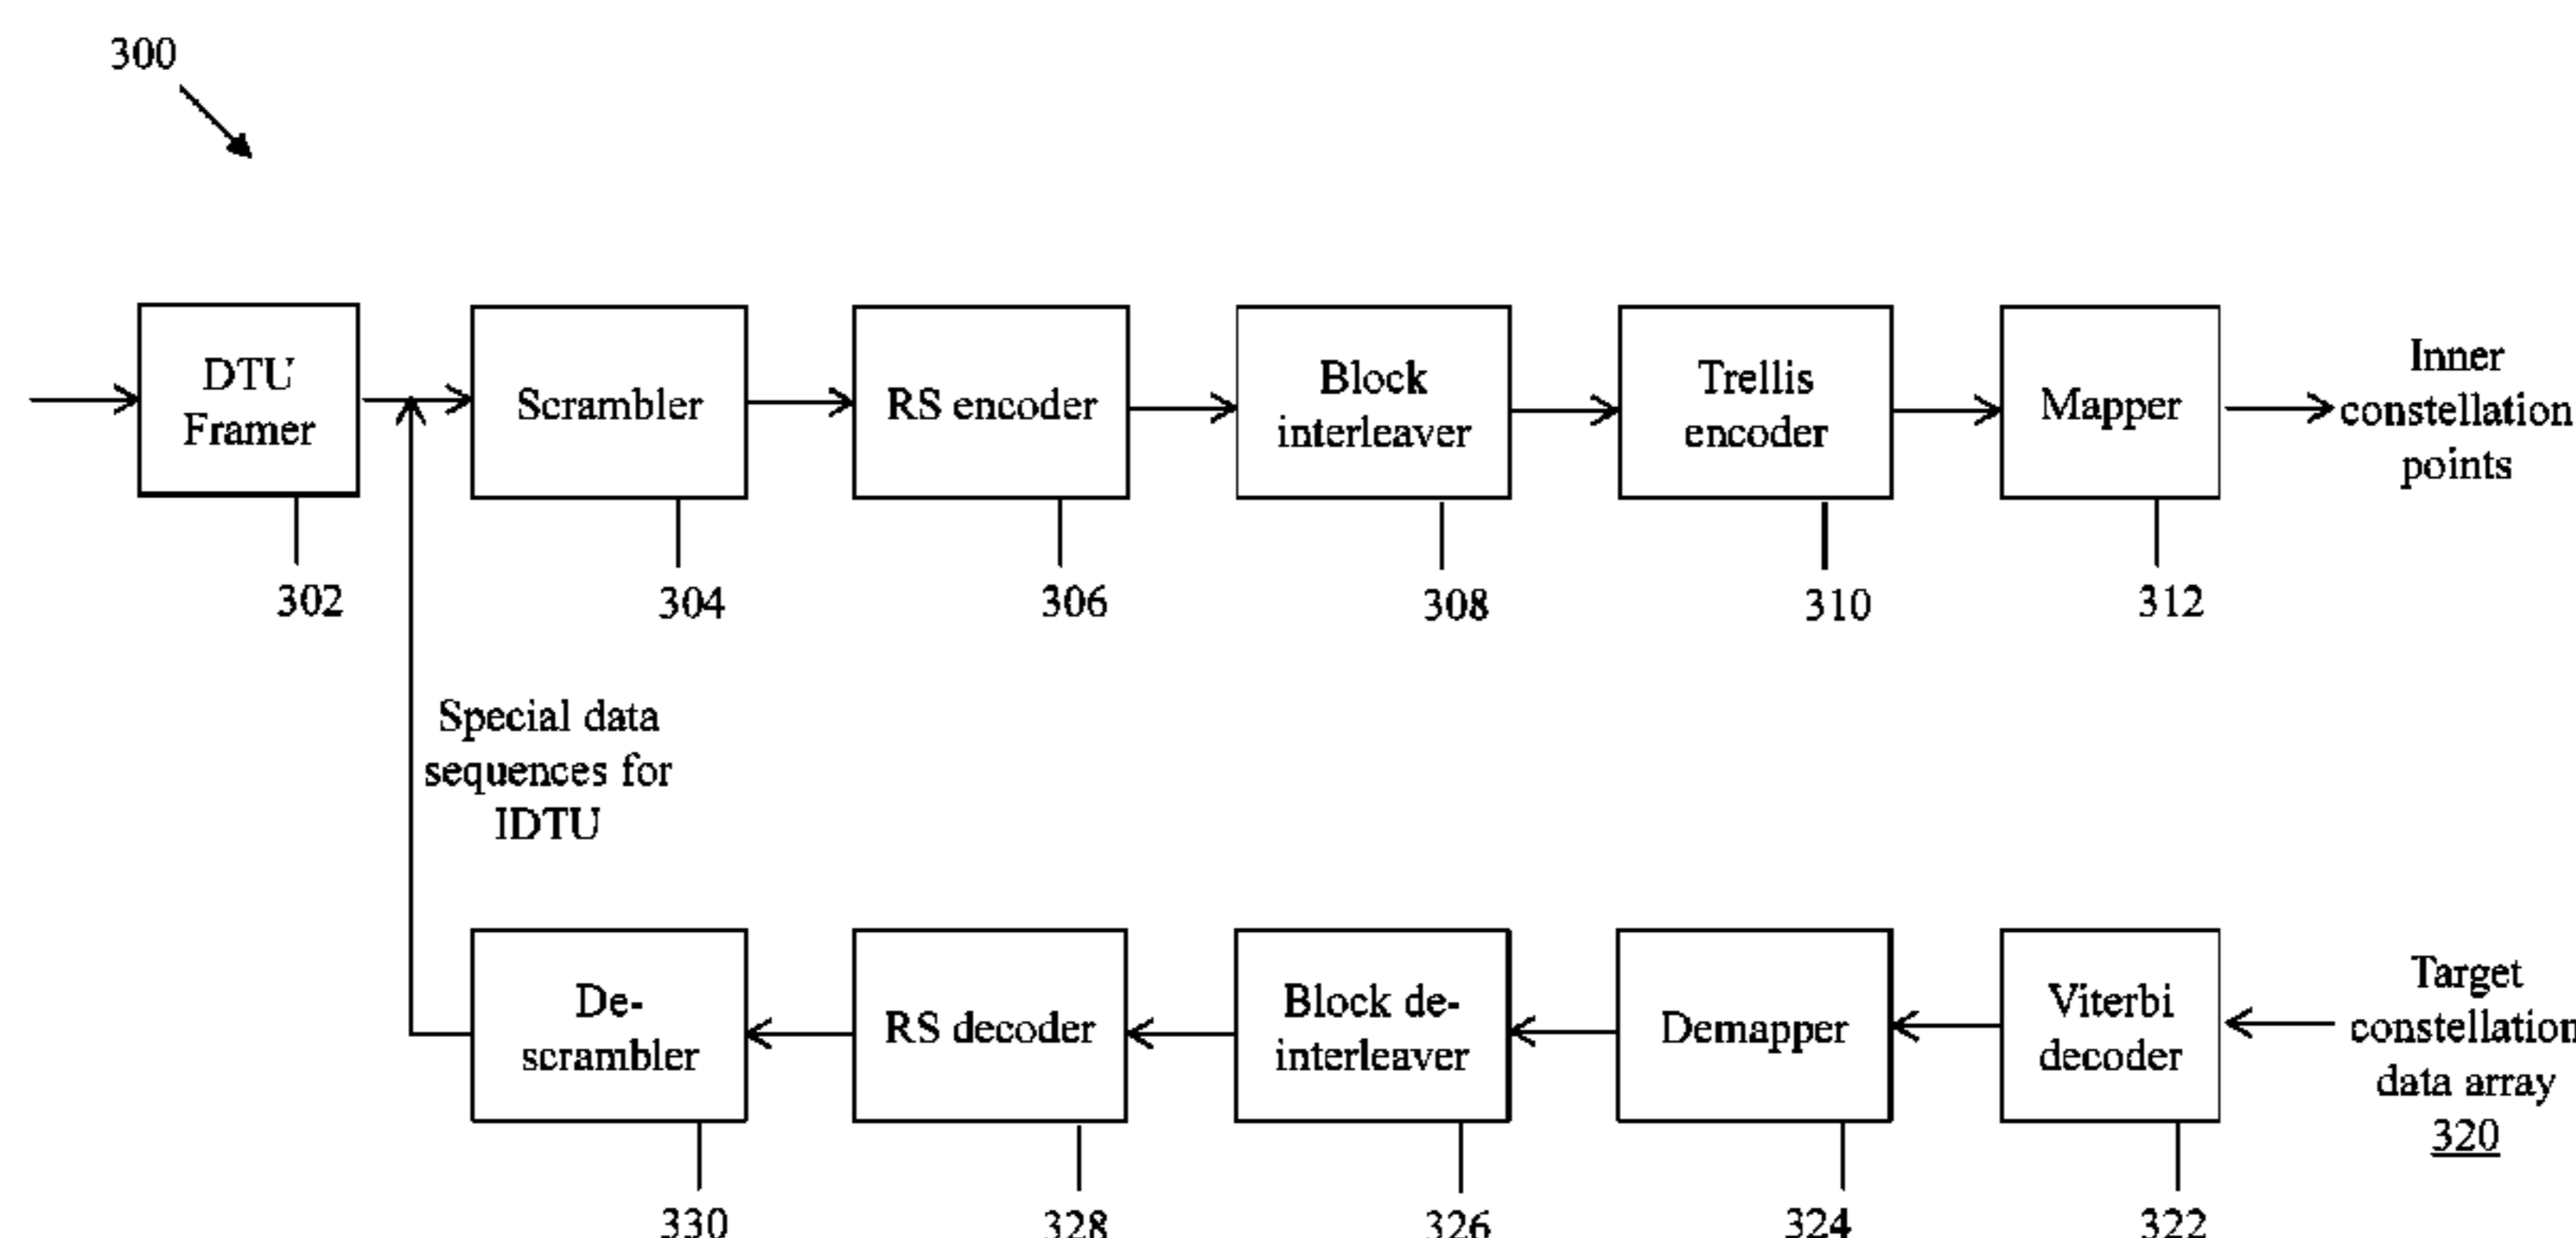 300
DTU
Framer
Scrambler
RS encoder
Block
interleaver
Trellis
encoder
Mapper
Inner
constellation
points
302
304
306
308
310
312
Special data
sequences for
IDTU
De-
scrambler
RS decoder
Block de-
interleaver
Demapper
Viterbi
decoder
Target
constellation
data array
320
330
328
326
324
322